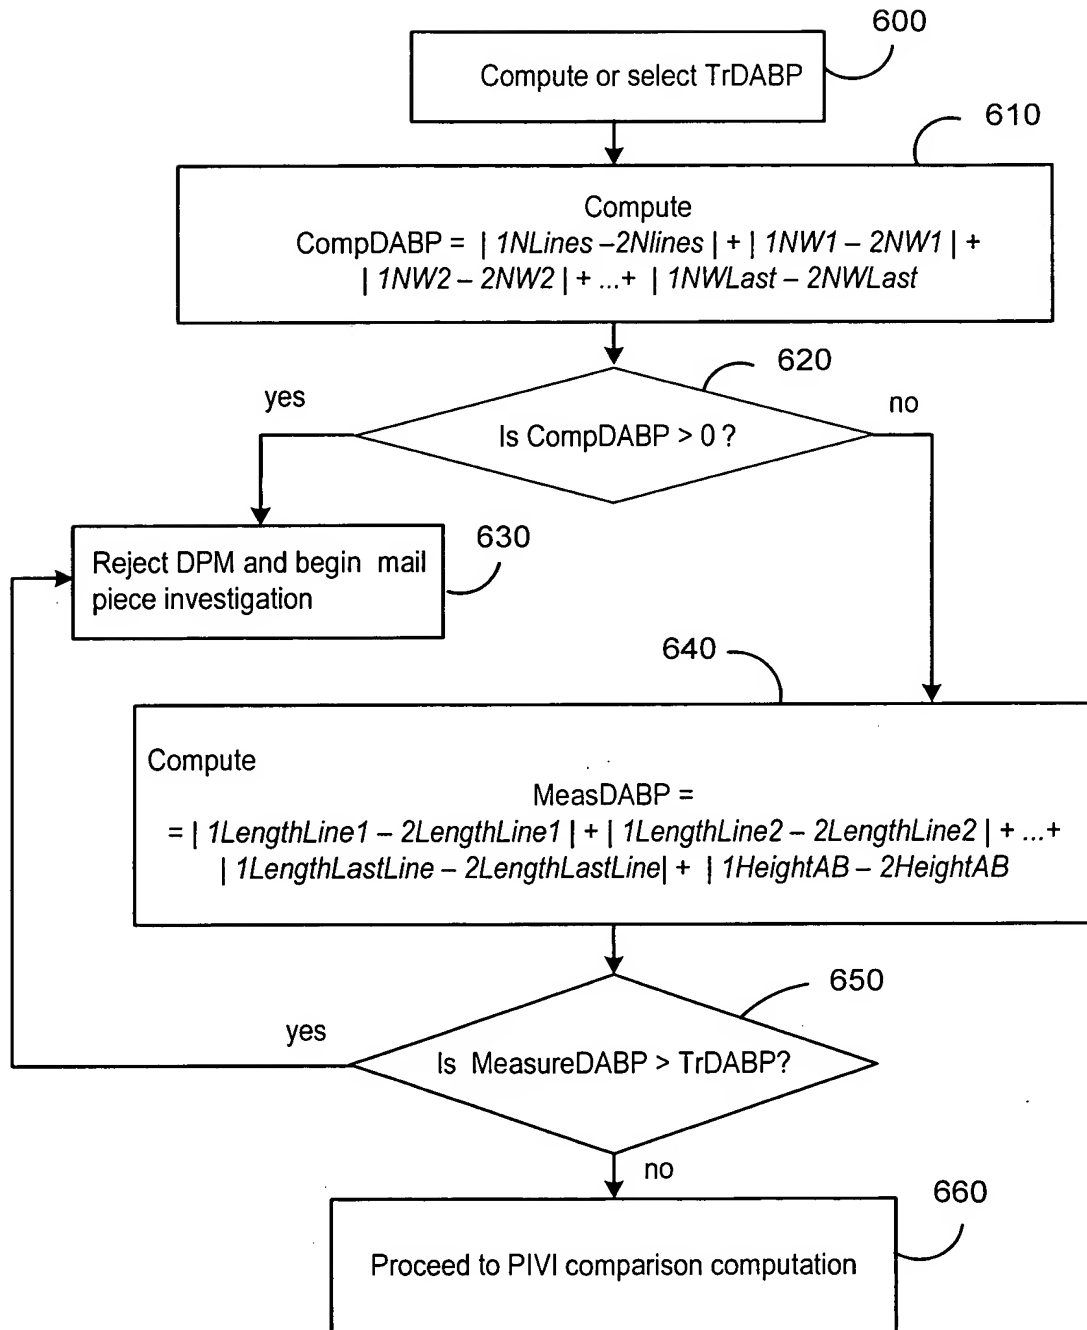 600
Compute or select TrDABP
610
Compute
CompDABP = | 1NLines –2Nlines | + | 1NW1 – 2NW1 | +
| 1NW2 – 2NW2 | + ...+ | 1NWLast – 2NWLast
620
yes
no
Is CompDABP > 0 ?
630
Reject DPM and begin mail
piece investigation
640
Compute
MeasDABP =
= | 1LengthLine1 – 2LengthLine1 | + | 1LengthLine2 – 2LengthLine2 | + ...+
| 1LengthLastLine – 2LengthLastLine| + | 1HeightAB – 2HeightAB
650
yes
Is MeasureDABP > TrDABP?
no
660
Proceed to PIVI comparison computation